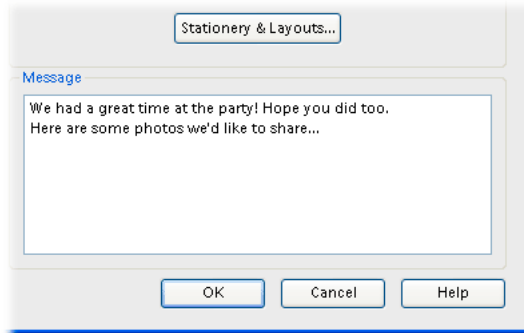 Stationery & Layouts...
Message
We had a great time at the party! Hope you did too.
Here are some photos we'd like to share...
OK
Cancel
Help